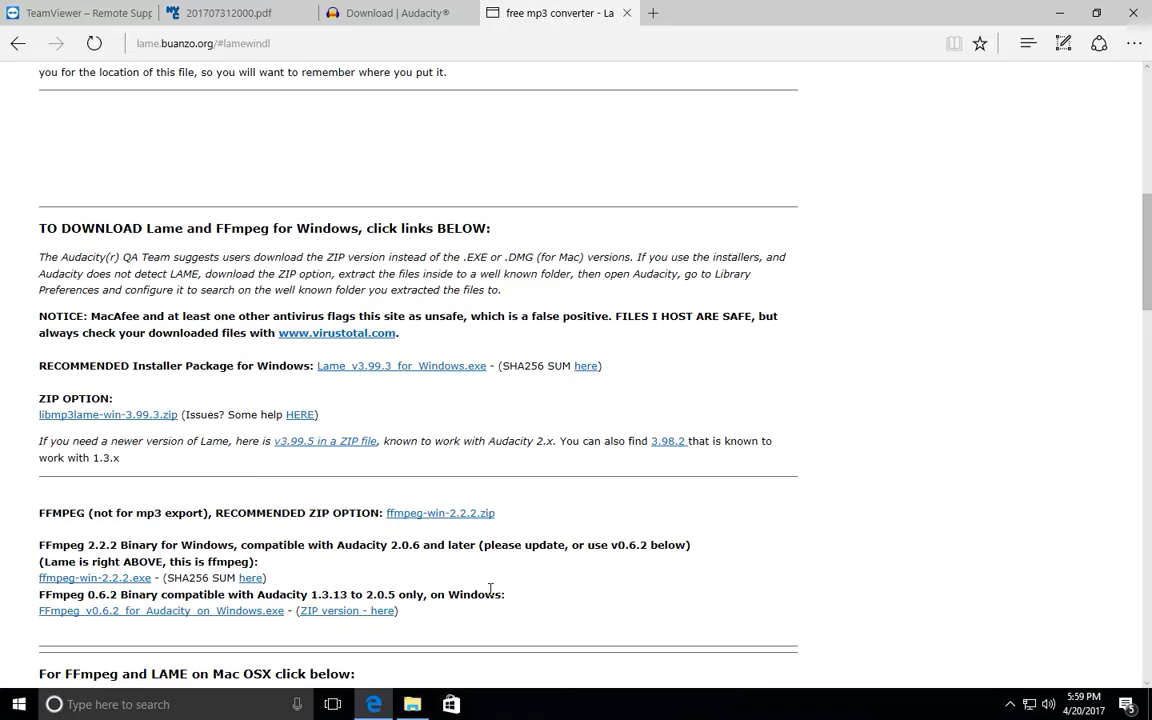 TeamViewer – Remote Supp
201707312000.pdf
Download | Audacity®
free mp3 converter - La
lame.buanzo.org/#lamewindl
you for the location of this file, so you will want to remember where you put it.
TO DOWNLOAD Lame and FFmpeg for Windows, click links BELOW:
The Audacity(r) QA Team suggests users download the ZIP version instead of the .EXE or .DMG (for Mac) versions. If you use the installers, and
Audacity does not detect LAME, download the ZIP option, extract the files inside to a well known folder, then open Audacity, go to Library
Preferences and configure it to search on the well known folder you extracted the files to.
NOTICE: MacAfee and at least one other antivirus flags this site as unsafe, which is a false positive. FILES I HOST ARE SAFE, but
always check your downloaded files with www.virustotal.com.
RECOMMENDED Installer Package for Windows: Lame_v3.99.3_for_Windows.exe - (SHA256 SUM here)
ZIP OPTION:
libmp3lame-win-3.99.3.zip (Issues? Some help HERE)
If you need a newer version of Lame, here is v3.99.5 in a ZIP file, known to work with Audacity 2.x. You can also find 3.98.2 that is known to
work with 1.3.x
FFMPEG (not for mp3 export), RECOMMENDED ZIP OPTION: ffmpeg-win-2.2.2.zip
FFmpeg 2.2.2 Binary for Windows, compatible with Audacity 2.0.6 and later (please update, or use v0.6.2 below)
(Lame is right ABOVE, this is ffmpeg):
ffmpeg-win-2.2.2.exe - (SHA256 SUM here)
FFmpeg 0.6.2 Binary compatible with Audacity 1.3.13 to 2.0.5 only, on Windows:
FFmpeg_v0.6.2_for_Audacity_on_Windows.exe - (ZIP version - here)
For FFmpeg and LAME on Mac OSX click below:
Type here to search
5:59 PM
4/20/2017
5